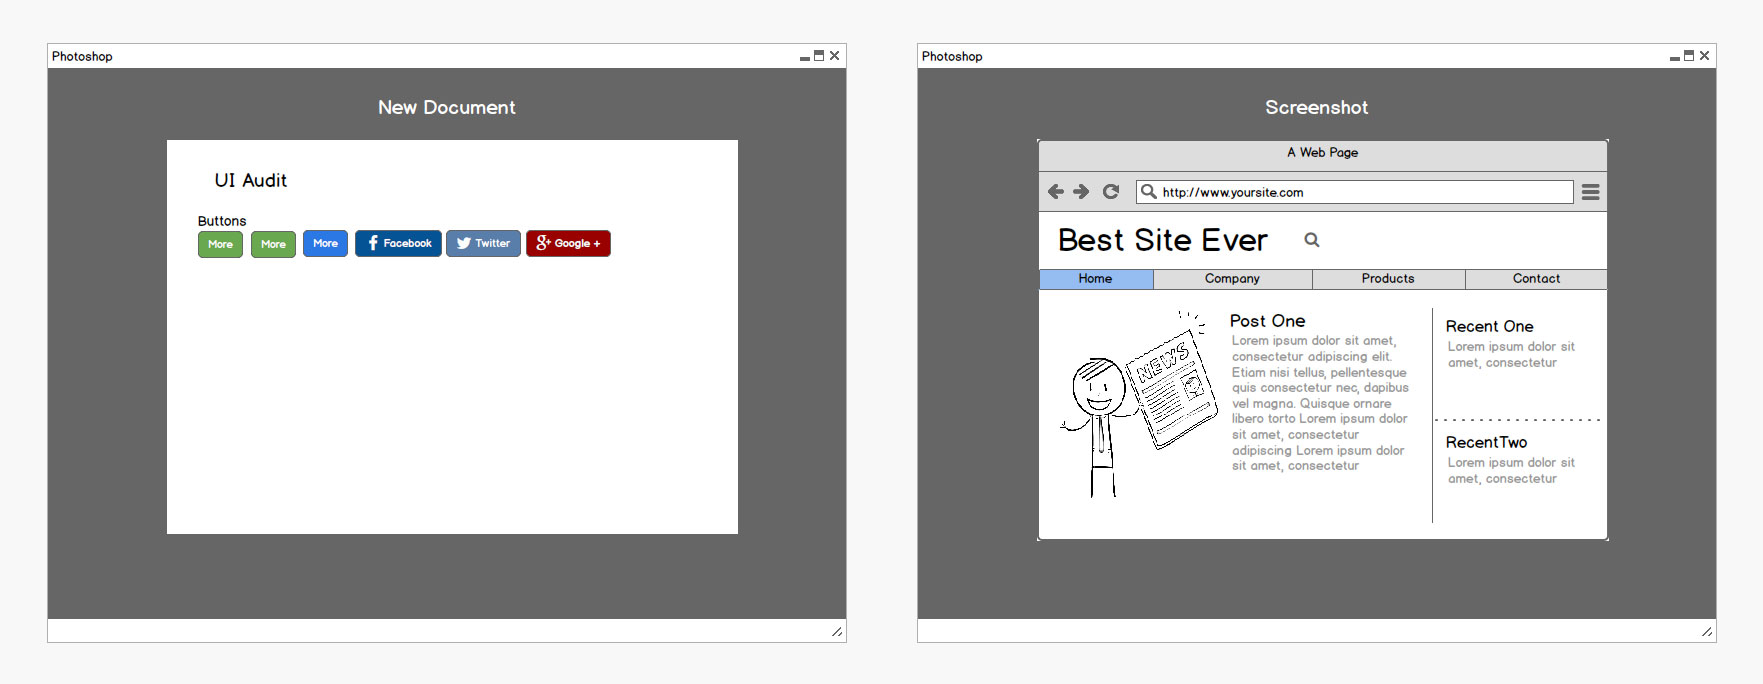 Photoshop
New Document
UI Audit
Buttons
More More More Facebook Twitter g+ Google +
Photoshop
Screenshot
A Web Page
http://www.yoursite.com
Best Site Ever
Home Company Products Contact
NEWS
Post One
Lorem ipsum dolor sit amet,
consectetur adipiscing elit.
Etiam nisi tellus, pellentesque
quis consectetur nec, dapibus
vel magna. Quisque ornare
libero torto Lorem ipsum dolor
sit amet, consectetur
adipiscing Lorem ipsum dolor
sit amet, consectetur
Recent One
Lorem ipsum dolor sit
amet, consectetur
RecentTwo
Lorem ipsum dolor sit
amet, consectetur